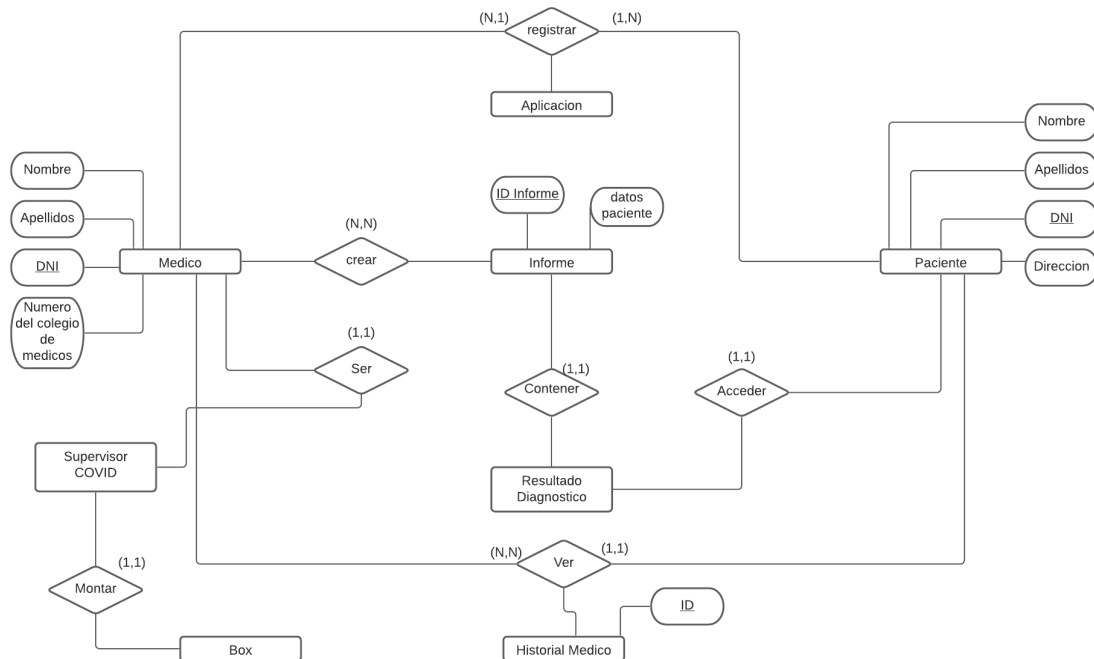 (N,1)
registrar
(1,N)
Aplicacion
Nombre
Nombre
Apellidos
Apellidos
ID Informe
datos
paciente
DNI
DNI
(N,N)
Medico
crear
Informe
Paciente
Direccion
Numero
del colegio
de
medicos
(1,1)
Ser
(1,1)
Contener
(1,1)
Acceder
Supervisor
COVID
Resultado
Diagnostico
(N,N)
Ver
(1,1)
(1,1)
Montar
ID
Box
Historial Medico